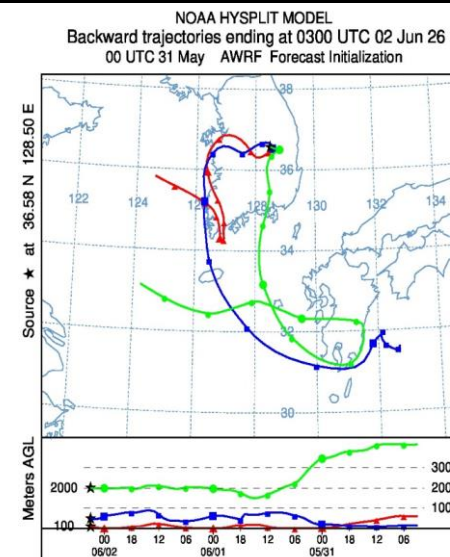 NOAA HYSPLIT MODEL
Backward trajectories ending at 0300 UTC 02 Jun 26
00 UTC 31 May AWRF Forecast Initialization
Source ★ at 36.58 N 128.50 E
38
36
122
124
128
130
132
134
34
32
30
Meters AGL
2000
100
300
100
00 18 12 06 00 18 12 06 00 18 12 06
06/02 06/01 05/31